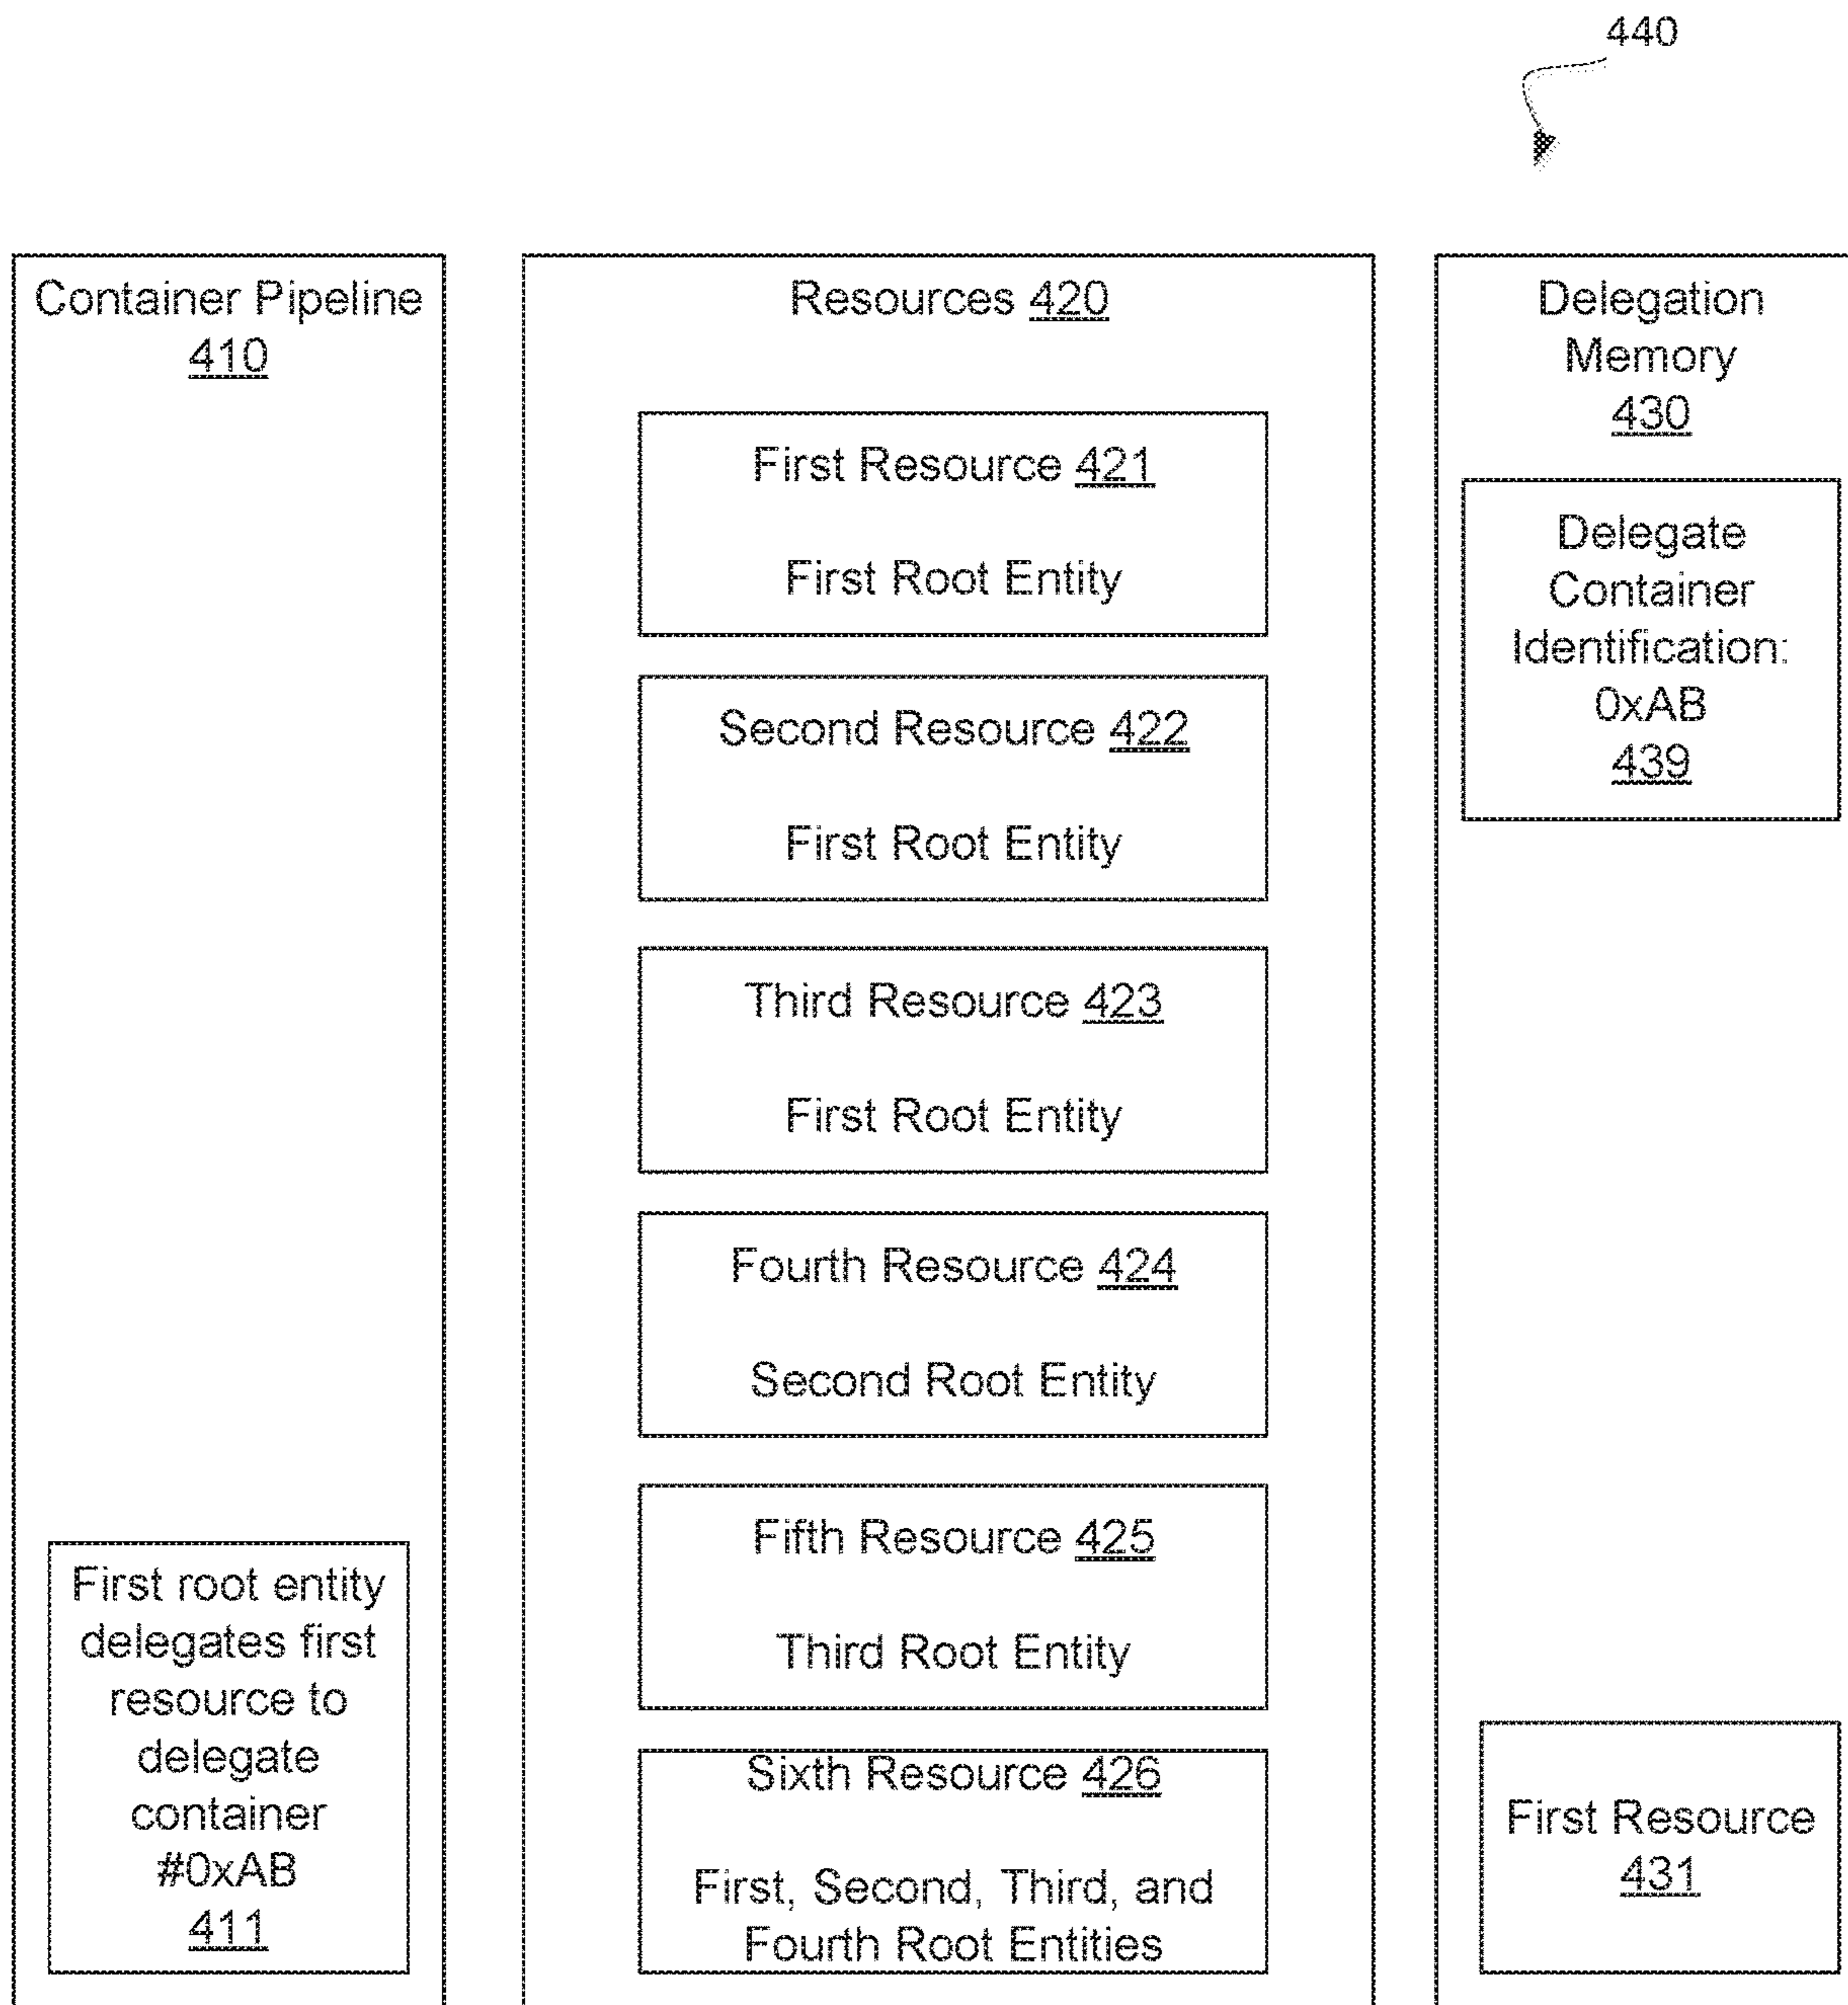 440
Container Pipeline
410
First root entity
delegates first
resource to
delegate
container
#0xAB
411
Resources 420
First Resource 421
First Root Entity
Second Resource 422
First Root Entity
Third Resource 423
First Root Entity
Fourth Resource 424
Second Root Entity
Fifth Resource 425
Third Root Entity
Sixth Resource 426
First, Second, Third, and
Fourth Root Entities
Delegation
Memory
430
Delegate
Container
Identification:
0xAB
439
First Resource
431